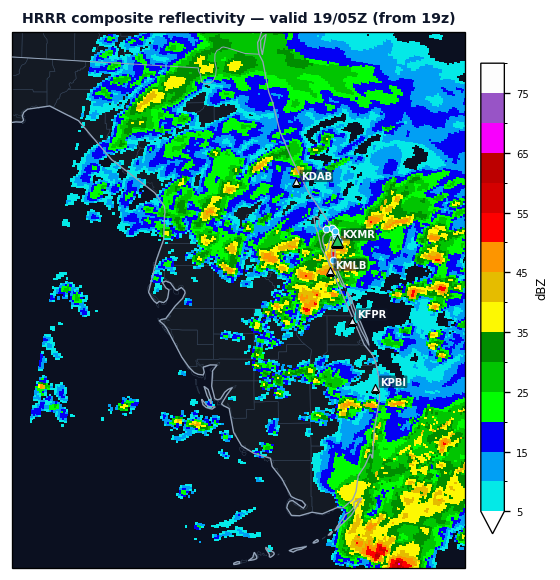 HRRR composite reflectivity — valid 19/05Z (from 19z)
KDAB
KXMR
KMLB
KFPR
KPBI
75
65
55
45
35
25
15
5
dBZ